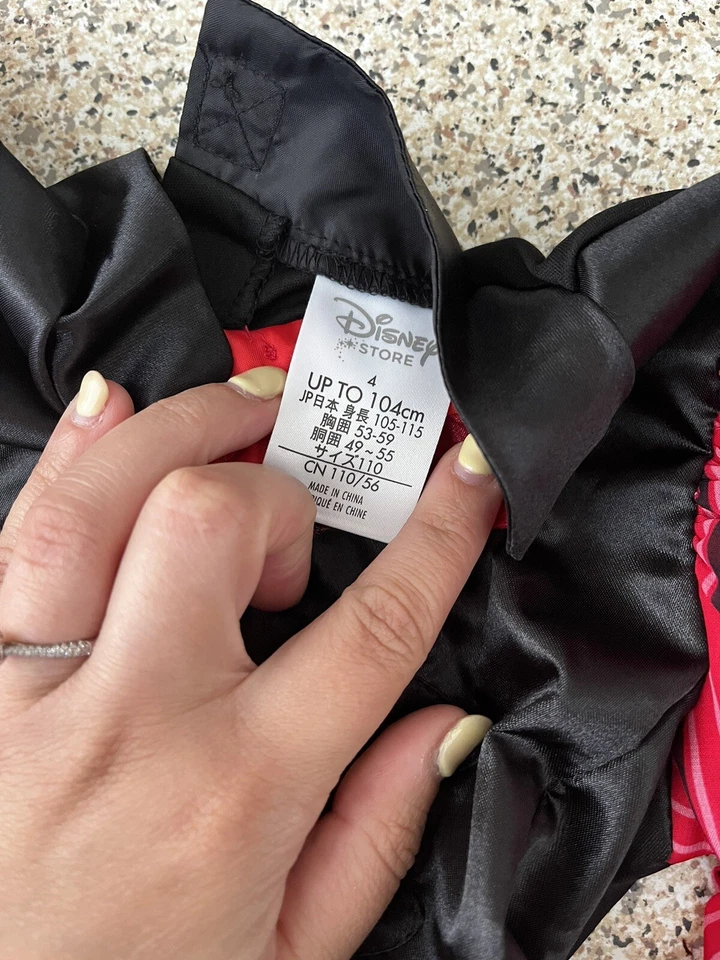 Disney
STORE
4
UP TO 104cm
JP日本 身長 105-115
胸囲 53-59
胴囲 49~55
サイズ110
CN 110/56
MADE IN CHINA
IQUÉ EN CHINE